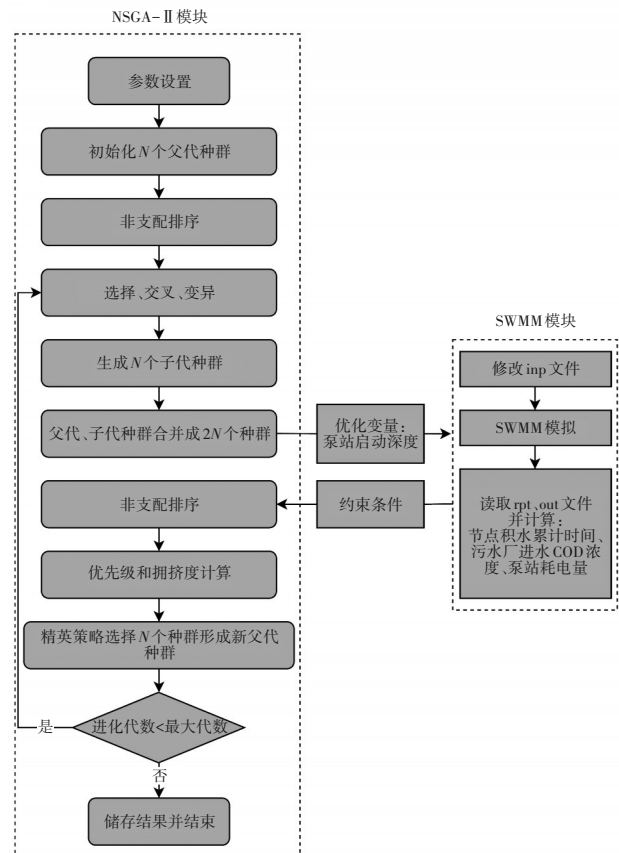 NSGA-Ⅱ模块
参数设置
初始化N个父代种群
非支配排序
选择、交叉、变异
生成N个子代种群
父代、子代种群合并成2N个种群
非支配排序
优先级和拥挤度计算
精英策略选择N个种群形成新父代
种群
进化代数<最大代数
是
否
储存结果并结束
优化变量：
泵站启动深度
约束条件
SWMM模块
修改inp文件
SWMM模拟
读取rpt、out文件
并计算：
节点积水累计时间、
污水厂进水COD浓
度、泵站耗电量